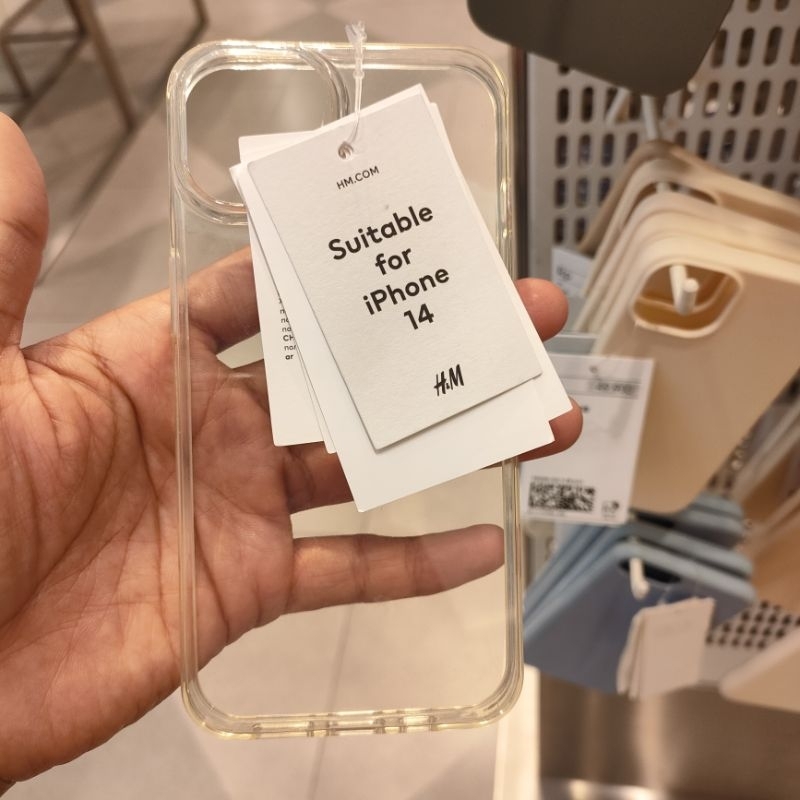 HM.COM
Suitable
for
iPhone
14
H&M